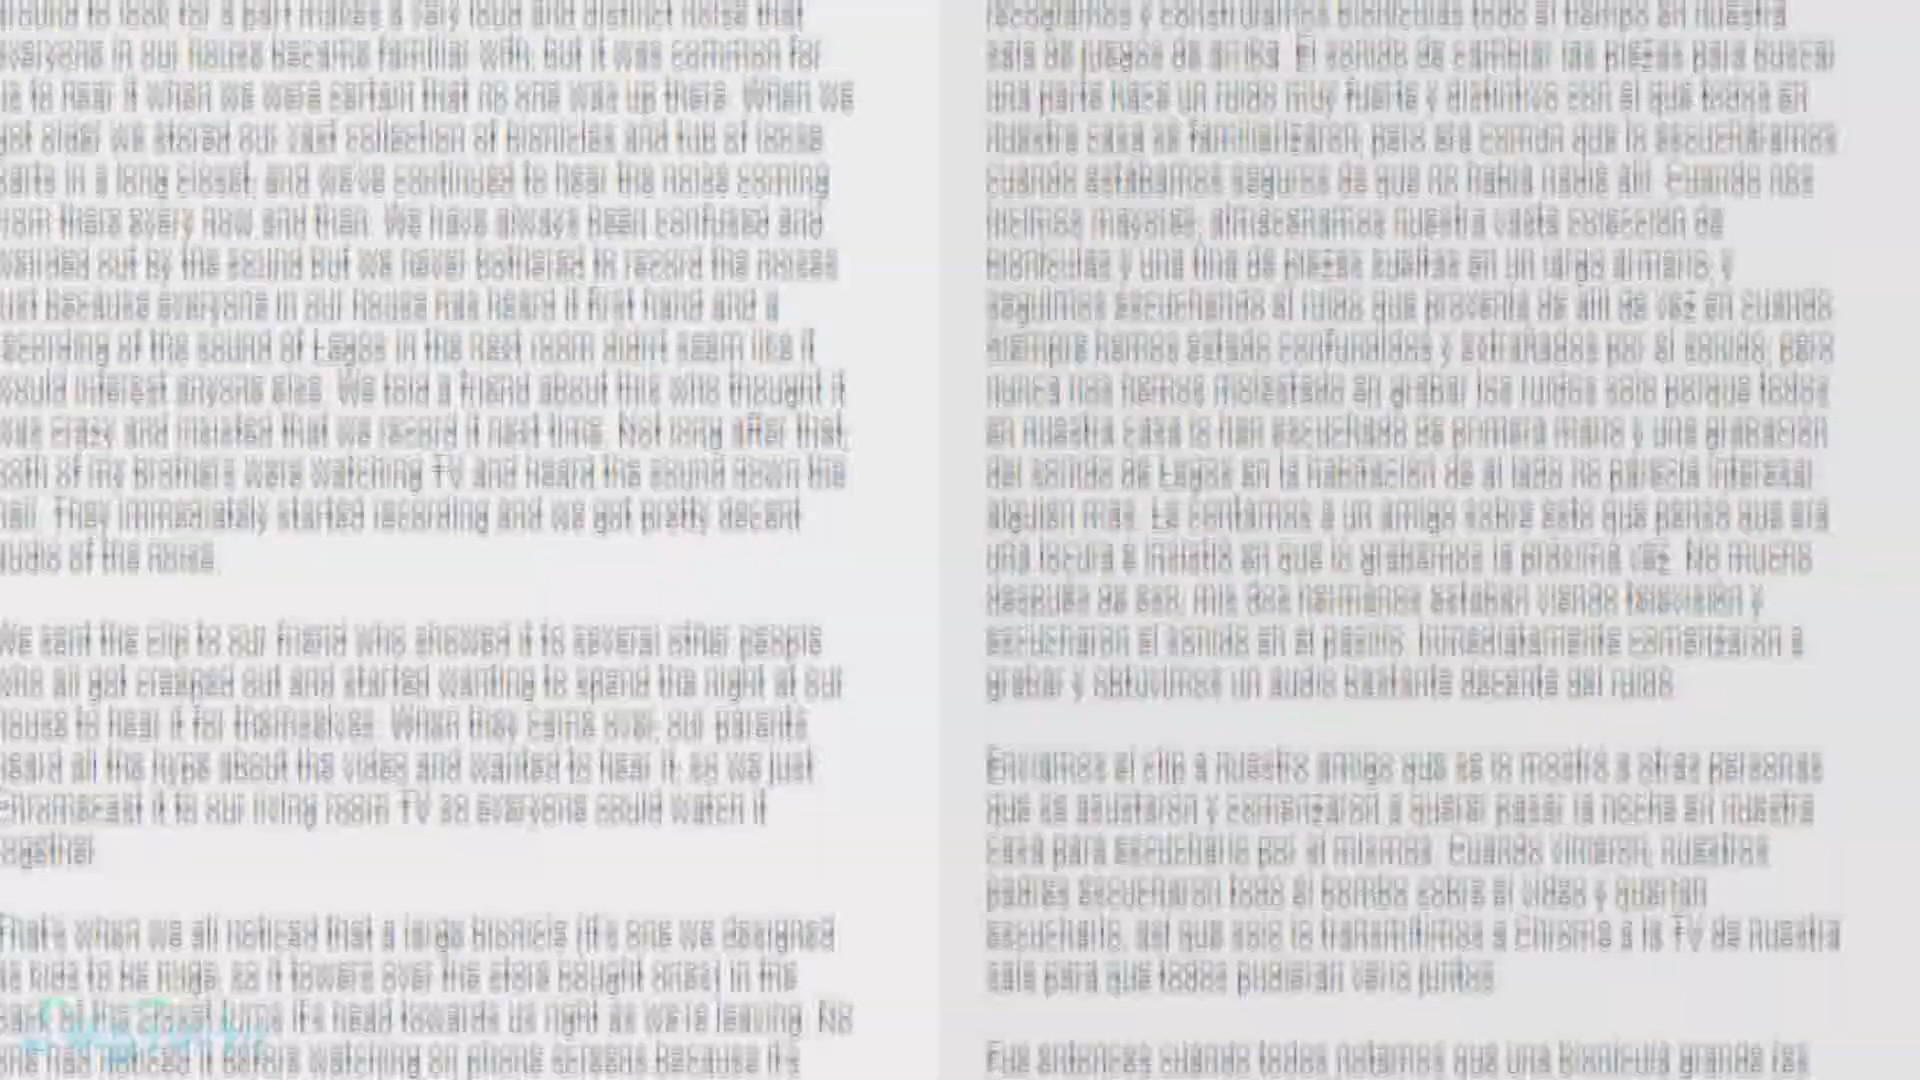 around to look for a part makes a very loud and distinct noise that
everyone in our house became familiar with, but it was common for
us to hear it when we were certain that no one was up there. When we
got older we stored our vast collection of bionicles and tub of loose
parts in a long closet, and we've continued to hear the noise coming
from there every now and then. We have always been confused and
weirded out by the sound but we never bothered to record the noises
just because everyone in our house has heard it first hand and a
recording of the sound of Legos in the next room didn't seem like it
would interest anyone else. We told a friend about this who thought it
was crazy and insisted that we record it next time. Not long after that,
both of my brothers were watching TV and heard the sound down the
hall. They immediately started recording and we got pretty decent
audio of the noise.
We sent the clip to our friend who showed it to several other people
who all got creeped out and started wanting to spend the night at our
house to hear it for themselves. When they came over, our parents
heard all the hype about the video and wanted to hear it, so we just
Chromecast it to our living room TV so everyone could watch it
together.
That's when we all noticed that a large bionicle (it's one we designed
as kids to be huge, so it towers over the store bought ones) in the
back of the closet turns it's head towards us right as we're leaving. No
one had noticed it before watching on phone screens because it's
recogíamos y construíamos bionículas todo el tiempo en nuestra
sala de juegos de arriba. El sonido de cambiar las piezas para buscar
una parte hace un ruido muy fuerte y distintivo con el que todos en
nuestra casa se familiarizaron, pero era común que lo escucháramos
cuando estábamos seguros de que no había nadie allí. Cuando nos
hicimos mayores, almacenamos nuestra vasta colección de
bionículas y una tina de piezas sueltas en un largo armario, y
seguimos escuchando el ruido que provenía de allí de vez en cuando
siempre hemos estado confundidos y extrañados por el sonido, pero
nunca nos hemos molestado en grabar los ruidos solo porque todos
en nuestra casa lo han escuchado de primera mano y una grabación
del sonido de Legos en la habitación de al lado no parecía interesar
alguien más. Le contamos a un amigo sobre esto que pensó que era
una locura e insistió en que lo grabemos la próxima vez. No mucho
después de eso, mis dos hermanos estaban viendo televisión y
escucharon el sonido en el pasillo. Inmediatamente comenzaron a
grabar y obtuvimos un audio bastante decente del ruido.
Enviamos el clip a nuestro amigo que se lo mostró a otras personas
que se asustaron y comenzaron a querer pasar la noche en nuestra
casa para escucharlo por sí mismos. Cuando vinieron, nuestros
padres escucharon todo el bombo sobre el video y querían
escucharlo, así que solo lo transmitimos a Chrome a la TV de nuestra
sala para que todos pudieran verlo juntos.
Fue entonces cuando todos notamos que una bionícula grande (es